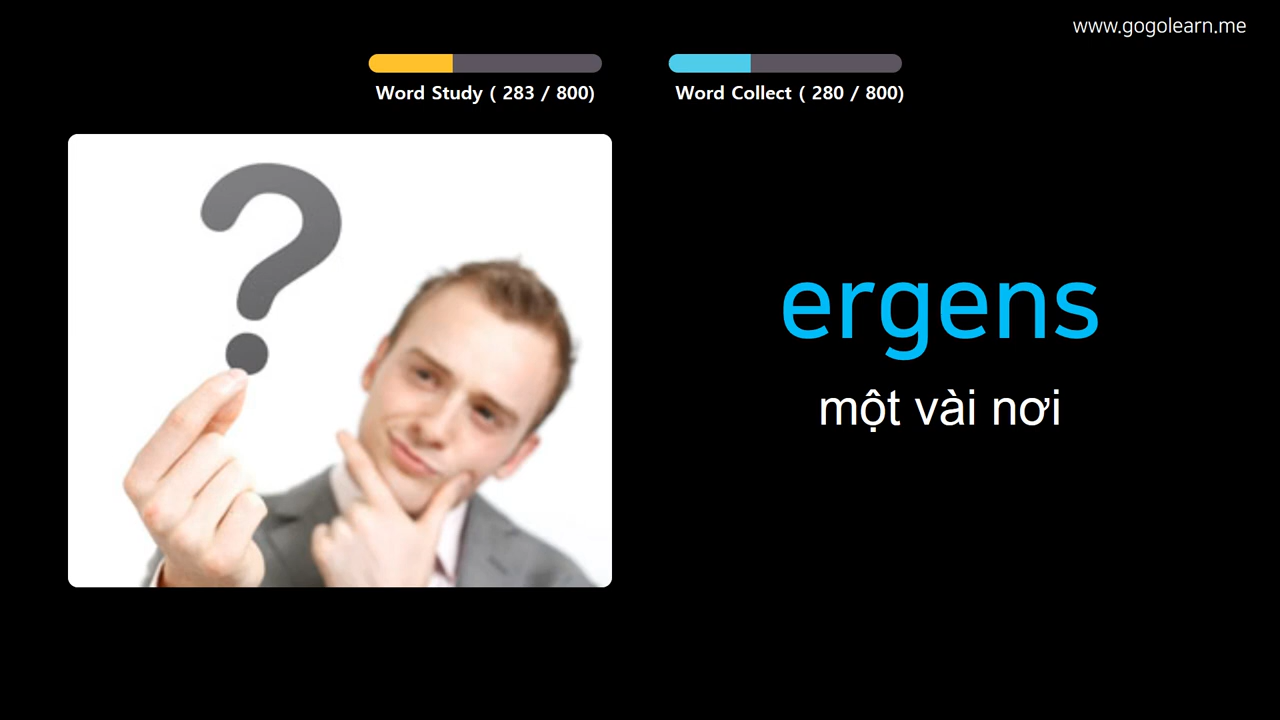 www.gogolearn.me
Word Study ( 283 / 800)
Word Collect ( 280 / 800)
ergens
một vài nơi